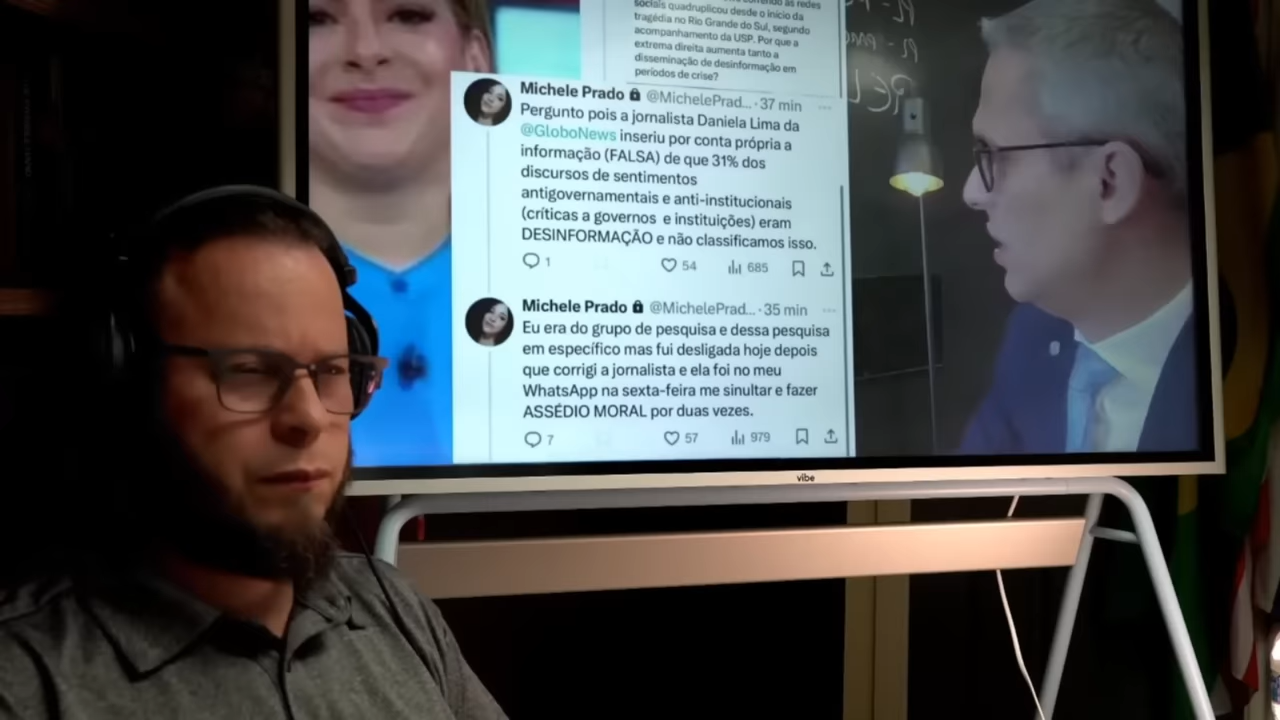 sociais quadruplicou desde o início da
tragédia no Rio Grande do Sul, segundo
acompanhamento da USP. Por que a
extrema direita aumenta tanto a
disseminação de desinformação em
períodos de crise?
Michele Prado @MichelePrad... · 37 min
Pergunto pois a jornalista Daniela Lima da
@GloboNews inseriu por conta própria a
informação (FALSA) de que 31% dos
discursos de sentimentos
antigovernamentais e anti-institucionais
(críticas a governos e instituições) eram
DESINFORMAÇÃO e não classificamos isso.
1 54 685
Michele Prado @MichelePrad... · 35 min
Eu era do grupo de pesquisa e dessa pesquisa
em específico mas fui desligada hoje depois
que corrigi a jornalista e ela foi no meu
WhatsApp na sexta-feira me sinultar e fazer
ASSÉDIO MORAL por duas vezes.
7 57 979
vibe